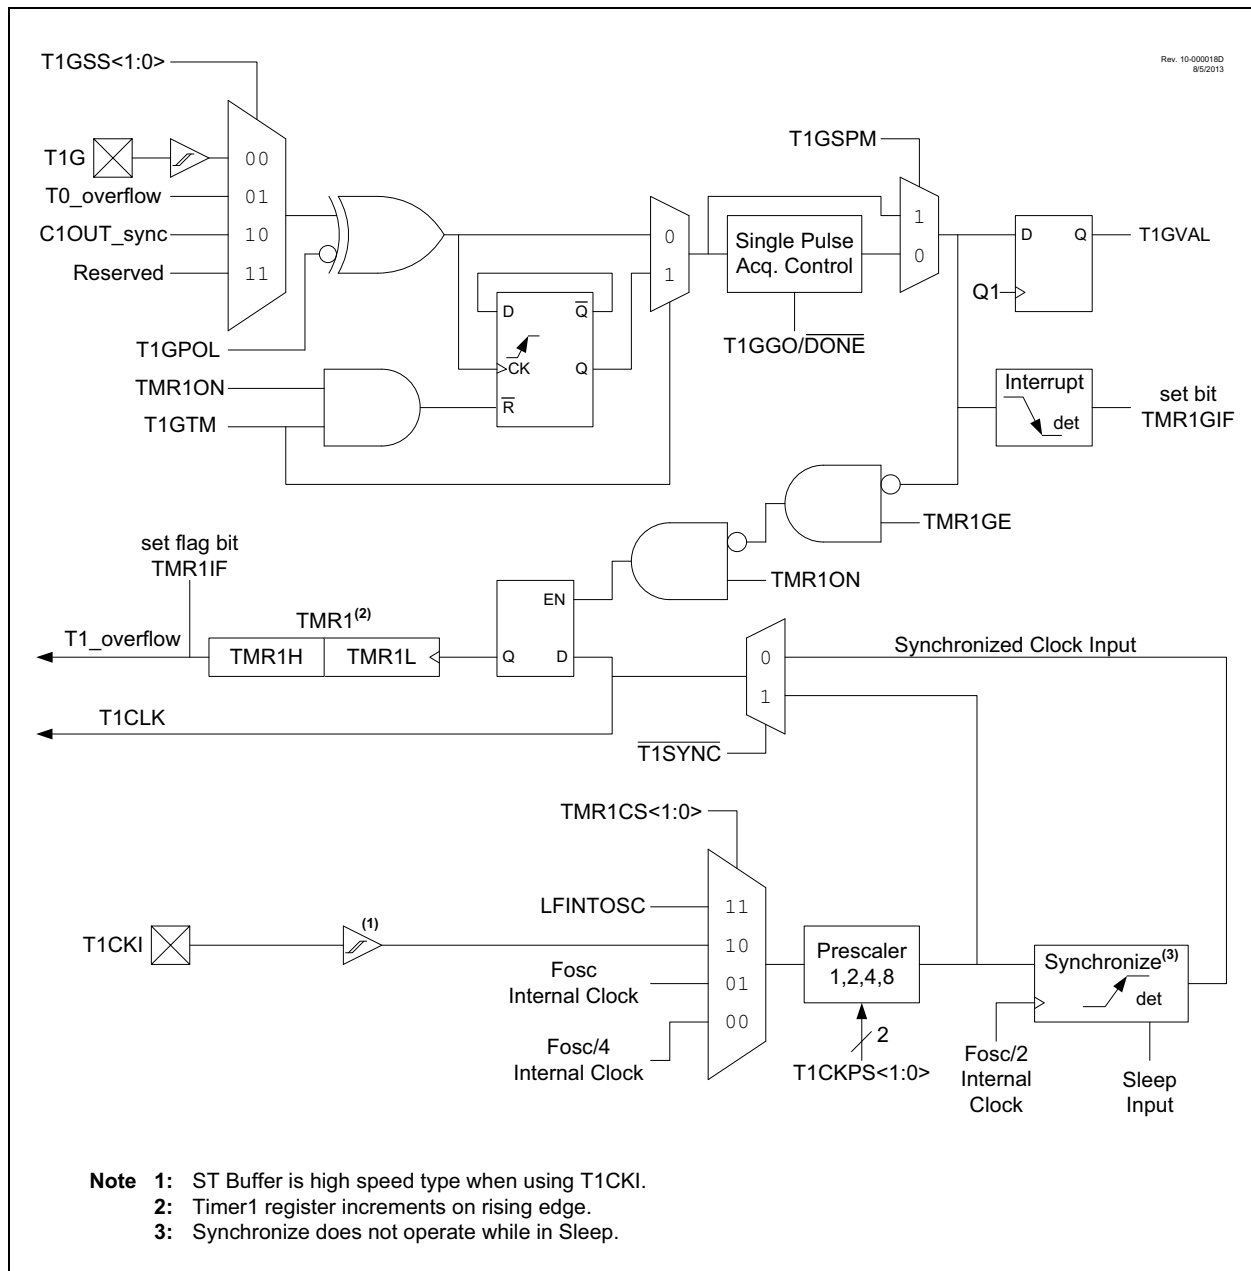 T1GSS<1:0>
Rev. 10-000018D
8/5/2013
T1G
00
T1GSPM
T0_overflow
01
C1OUT_sync
10
Reserved
11
0
1
Single Pulse
Acq. Control
1
0
D Q
T1GVAL
Q1
T1GGO/DONE
D Q
CK Q
R
T1GPOL
TMR1ON
T1GTM
Interrupt
det
set bit
TMR1GIF
TMR1GE
set flag bit
TMR1IF
TMR1ON
EN
TMR1(2)
T1_overflow
TMR1H TMR1L
Q D
0
1
Synchronized Clock Input
T1CLK
T1SYNC
TMR1CS<1:0>
LFINTOSC
11
T1CKI
(1)
10
Fosc
Internal Clock
01
00
Fosc/4
Internal Clock
Prescaler
1,2,4,8
2
T1CKPS<1:0>
Synchronize(3)
det
Fosc/2
Internal
Clock
Sleep
Input
Note 1: ST Buffer is high speed type when using T1CKI.
2: Timer1 register increments on rising edge.
3: Synchronize does not operate while in Sleep.